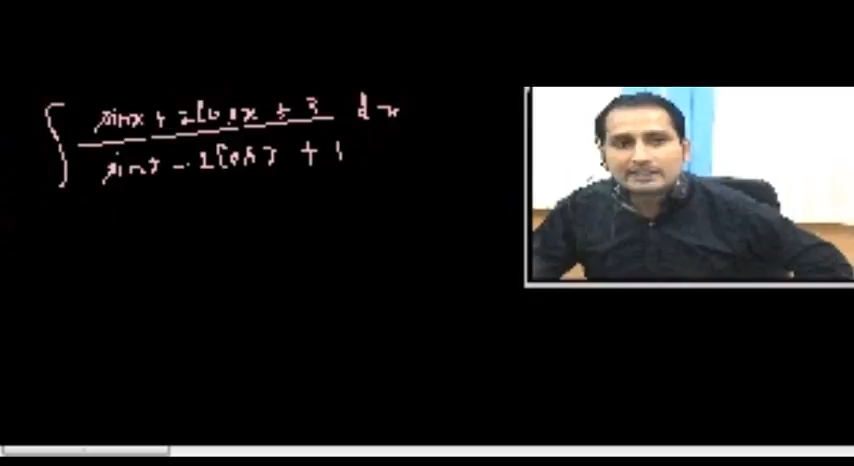 ∫ (sinx + 2cosx + 3) / (sinx - 2cosx + 1) dx